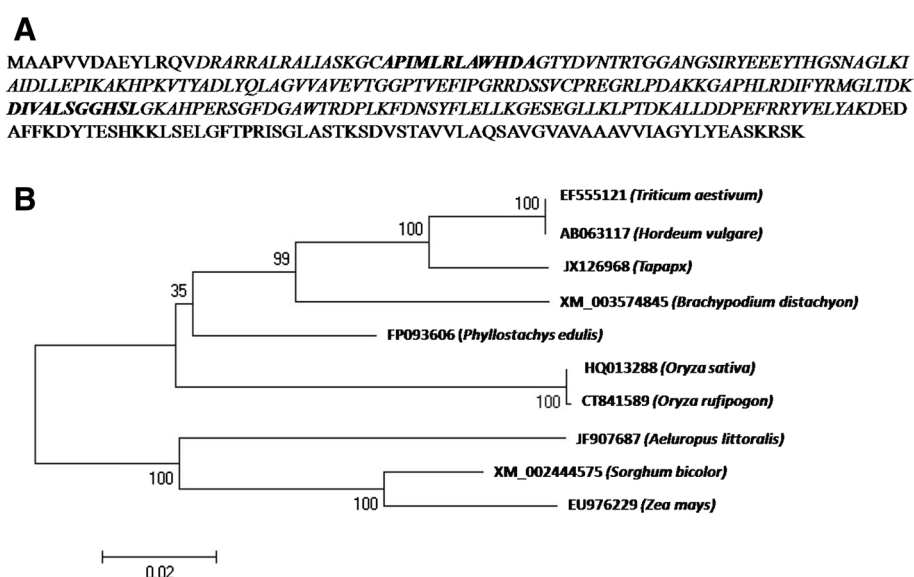 A
MAAPVVDAEYLRQVDRARRALRALIASKGCAPIMLRLAWHDAGTYDVNTRTGGANGSIRYEEEYTHGSNAGLKI
AIDLLEPIKAKHPKVTYADLYQLAGVVAVEVTGGPTVEFIPGRRDSSVCPREGRLPDAKKGAPHLRDIFYRMGLTDK
DIVALSGGHSLGKAHPERSGFDGAWTRDPLKFDNSYFLELLKGESEGLLKLPTDKALLDDPEFRRYVELYAKDED
AFFKDYTESHKKLSELGFTPRISGLASTKSDVSTAVVLAQSAVGVAVAAAVVIAGYLYEASKRSK
B
EF555121 (Triticum aestivum)
100
AB063117 (Hordeum vulgare)
100
JX126968 (Tapapx)
99
XM_003574845 (Brachypodium distachyon)
35
FP093606 (Phyllostachys edulis)
HQ013288 (Oryza sativa)
100
CT841589 (Oryza rufipogon)
JF907687 (Aeluropus littoralis)
100
XM_002444575 (Sorghum bicolor)
100
EU976229 (Zea mays)
0.02